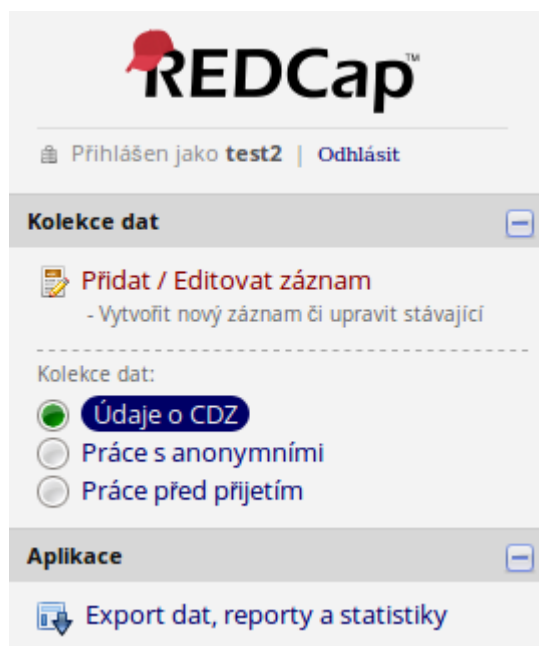 REDCap™
Přihlášen jako test2 | Odhlásit
Kolekce dat
Přidat / Editovat záznam
- Vytvořit nový záznam či upravit stávající
Kolekce dat:
Údaje o CDZ
Práce s anonymními
Práce před přijetím
Aplikace
Export dat, reporty a statistiky